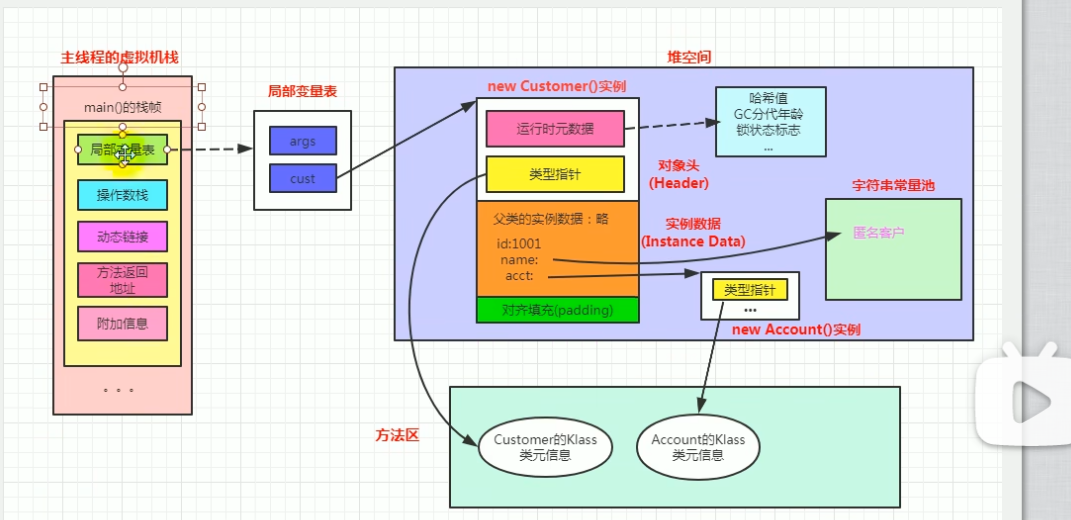 主线程的虚拟机栈
main()的栈帧
局部变量表
操作数栈
动态链接
方法返回
地址
附加信息
。。。
局部变量表
args
cust
堆空间
new Customer()实例
运行时元数据
类型指针
哈希值
GC分代年龄
锁状态标志
...
对象头
(Header)
父类的实例数据：略
id:1001
name:
acct:
实例数据
(Instance Data)
对齐填充(padding)
字符串常量池
匿名客户
类型指针
...
new Account()实例
方法区
Customer的Klass
类元信息
Account的Klass
类元信息